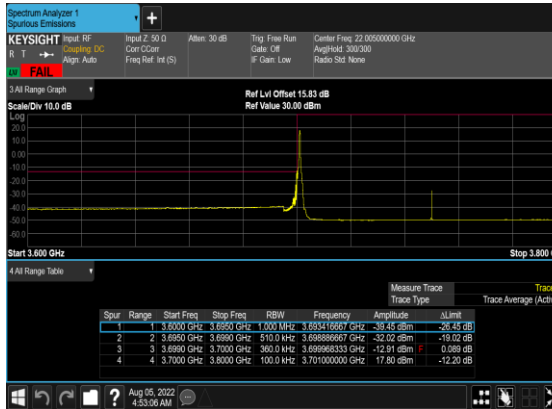 Spectrum Analyzer 1
Spurious Emissions
KEYSIGHT Input: RF Input Z: 50 Ω Atten: 30 dB Trig: Free Run Center Freq: 22.005000000 GHz
R T Coupling: DC Corr CCorr Gate: Off Avg|Hold: 300/300
Align: Auto Freq Ref: Int (S) IF Gain: Low Radio Std: None
FAIL
3 All Range Graph
Ref Lvl Offset 15.83 dB
Scale/Div 10.0 dB Ref Value 30.00 dBm
Log
20.0
10.0
0.00
-10.0
-20.0
-30.0
-40.0
-50.0
-60.0
Start 3.600 GHz Stop 3.800
4 All Range Table
Measure Trace Trace
Trace Type Trace Average (Activ
Spur Range Start Freq Stop Freq RBW Frequency Amplitude ΔLimit
1 1 3.6000 GHz 3.6950 GHz 1.000 MHz 3.693416667 GHz -39.45 dBm -26.45 dB
2 2 3.6950 GHz 3.6990 GHz 510.0 kHz 3.698886667 GHz -32.02 dBm -19.02 dB
3 3 3.6990 GHz 3.7000 GHz 360.0 kHz 3.699968333 GHz -12.91 dBm F 0.089 dB
4 4 3.7000 GHz 3.8000 GHz 100.0 kHz 3.701000000 GHz 17.80 dBm -12.20 dB
Aug 05, 2022
4:53:06 AM